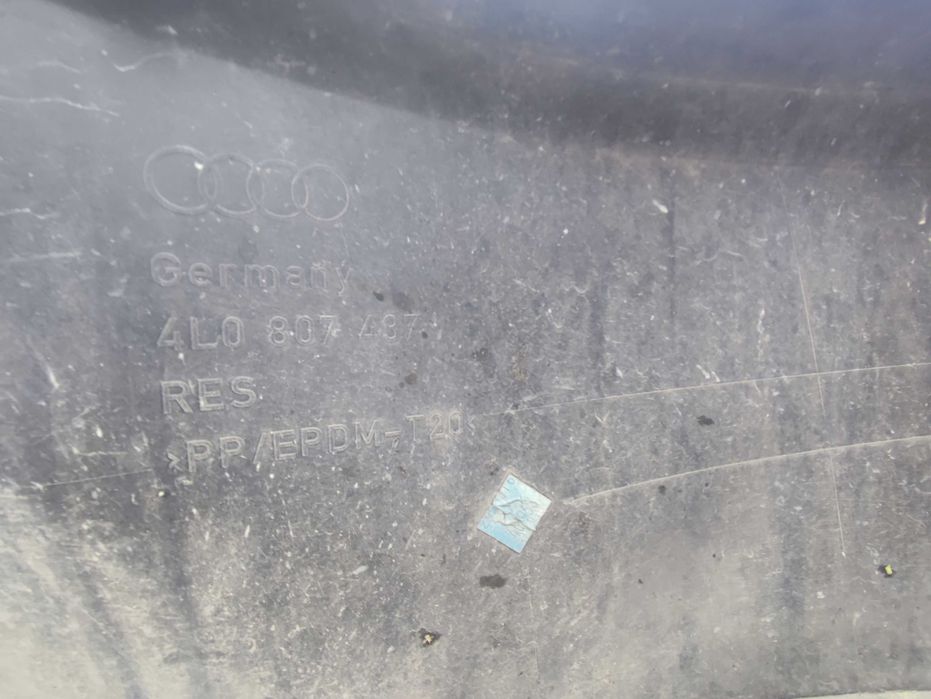 Germany
4L0 807 437
RES
>PP/EPDM-T20<